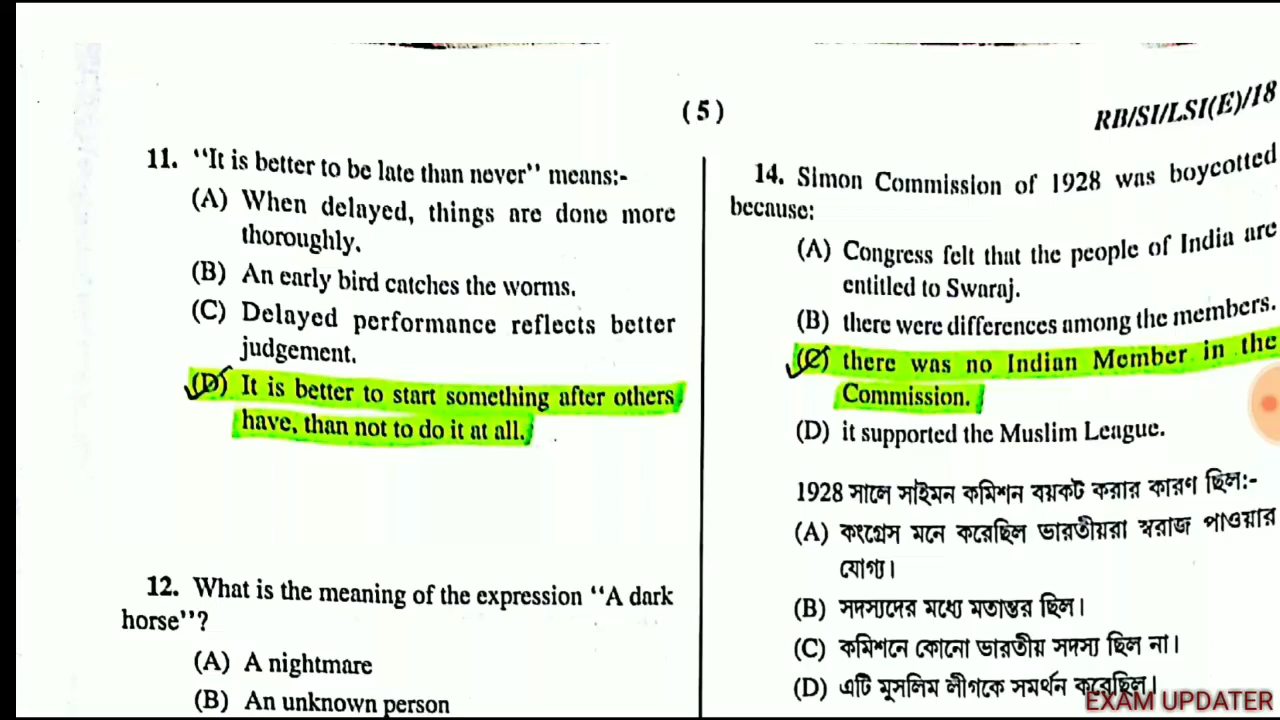 (5)
RB/SI/LSI(E)/18
11. "It is better to be late than never" means:-
(A) When delayed, things are done more
thoroughly.
(B) An early bird catches the worms.
(C) Delayed performance reflects better
judgement.
(D) It is better to start something after others
have, than not to do it at all.
12. What is the meaning of the expression "A dark
horse"?
(A) A nightmare
(B) An unknown person
14. Simon Commission of 1928 was boycotted
because:
(A) Congress felt that the people of India are
entitled to Swaraj.
(B) there were differences among the members.
(C) there was no Indian Member in the
Commission.
(D) it supported the Muslim League.
1928 সালে সাইমন কমিশন বয়কট করার কারণ ছিল:-
(A) কংগ্রেস মনে করেছিল ভারতীয়রা স্বরাজ পাওয়ার
যোগ্য।
(B) সদস্যদের মধ্যে মতান্তর ছিল।
(C) কমিশনে কোনো ভারতীয় সদস্য ছিল না।
(D) এটি মুসলিম লীগকে সমর্থন করেছিল।
EXAM UPDATER